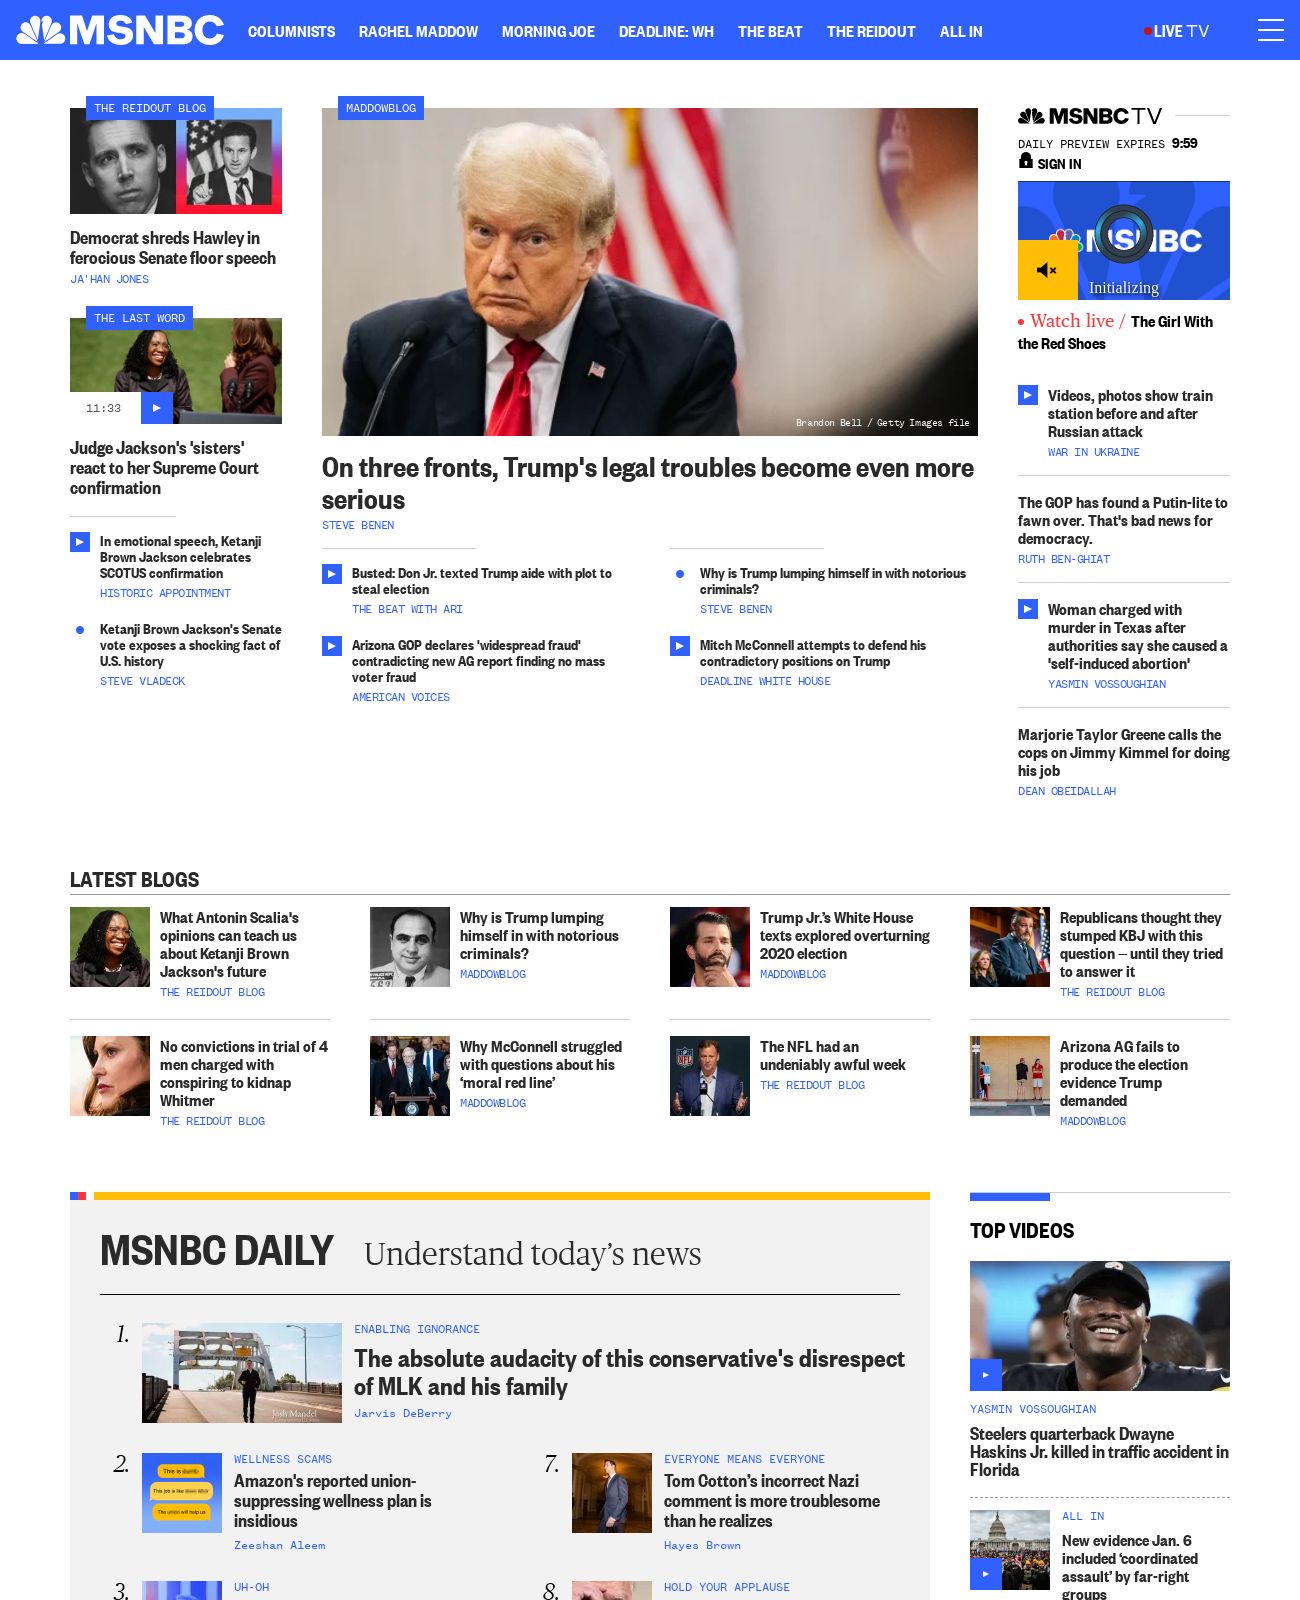 MSNBC
COLUMNISTS RACHEL MADDOW MORNING JOE DEADLINE: WH THE BEAT THE REIDOUT ALL IN
LIVE TV
THE REIDOUT BLOG
Democrat shreds Hawley in
ferocious Senate floor speech
JA'HAN JONES
THE LAST WORD
11:33
Judge Jackson's 'sisters'
react to her Supreme Court
confirmation
In emotional speech, Ketanji
Brown Jackson celebrates
SCOTUS confirmation
HISTORIC APPOINTMENT
Ketanji Brown Jackson's Senate
vote exposes a shocking fact of
U.S. history
STEVE VLADECK
MADDOWBLOG
Brandon Bell / Getty Images file
On three fronts, Trump's legal troubles become even more
serious
STEVE BENEN
Busted: Don Jr. texted Trump aide with plot to
steal election
THE BEAT WITH ARI
Arizona GOP declares 'widespread fraud'
contradicting new AG report finding no mass
voter fraud
AMERICAN VOICES
Why is Trump lumping himself in with notorious
criminals?
STEVE BENEN
Mitch McConnell attempts to defend his
contradictory positions on Trump
DEADLINE WHITE HOUSE
MSNBC TV
DAILY PREVIEW EXPIRES 9:59
SIGN IN
MSNBC
Initializing
Watch live / The Girl With
the Red Shoes
Videos, photos show train
station before and after
Russian attack
WAR IN UKRAINE
The GOP has found a Putin-lite to
fawn over. That's bad news for
democracy.
RUTH BEN-GHIAT
Woman charged with
murder in Texas after
authorities say she caused a
'self-induced abortion'
YASMIN VOSSOUGHIAN
Marjorie Taylor Greene calls the
cops on Jimmy Kimmel for doing
his job
DEAN OBEIDALLAH
LATEST BLOGS
What Antonin Scalia's
opinions can teach us
about Ketanji Brown
Jackson's future
THE REIDOUT BLOG
Why is Trump lumping
himself in with notorious
criminals?
MADDOWBLOG
Trump Jr.'s White House
texts explored overturning
2020 election
MADDOWBLOG
Republicans thought they
stumped KBJ with this
question — until they tried
to answer it
THE REIDOUT BLOG
No convictions in trial of 4
men charged with
conspiring to kidnap
Whitmer
THE REIDOUT BLOG
Why McConnell struggled
with questions about his
‘moral red line’
MADDOWBLOG
NFL
The NFL had an
undeniably awful week
THE REIDOUT BLOG
Arizona AG fails to
produce the election
evidence Trump
demanded
MADDOWBLOG
MSNBC DAILY Understand today’s news
1.
Josh Mandel
ENABLING IGNORANCE
The absolute audacity of this conservative's disrespect
of MLK and his family
Jarvis DeBerry
2.
WELLNESS SCAMS
Amazon's reported union-
suppressing wellness plan is
insidious
Zeeshan Aleem
7.
EVERYONE MEANS EVERYONE
Tom Cotton’s incorrect Nazi
comment is more troublesome
than he realizes
Hayes Brown
3.
UH-OH
8.
HOLD YOUR APPLAUSE
TOP VIDEOS
YASMIN VOSSOUGHIAN
Steelers quarterback Dwayne
Haskins Jr. killed in traffic accident in
Florida
ALL IN
New evidence Jan. 6
included ‘coordinated
assault’ by far-right
groups